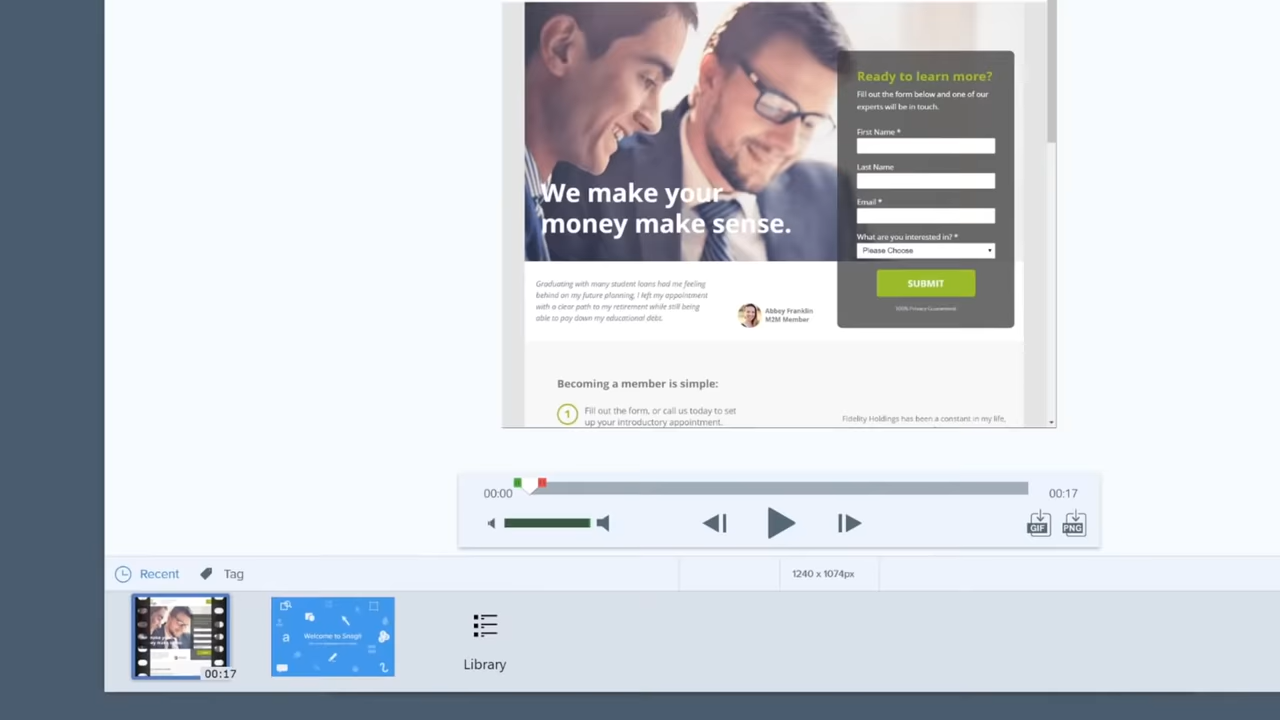 Ready to learn more?
Fill out the form below and one of our
experts will be in touch.
First Name *
Last Name
Email *
What are you interested in? *
Please Choose
SUBMIT
100% Privacy Guaranteed
We make your
money make sense.
Graduating with many student loans had me feeling
behind on my future planning. I left my appointment
with a clear path to my retirement while still being
able to pay down my educational debt.
Abbey Franklin
M2M Member
Becoming a member is simple:
1
Fill out the form, or call us today to set
up your introductory appointment.
Fidelity Holdings has been a constant in my life,
00:00
00:17
GIF
PNG
Recent
Tag
1240 x 1074px
00:17
a
Welcome to Snagit
Library